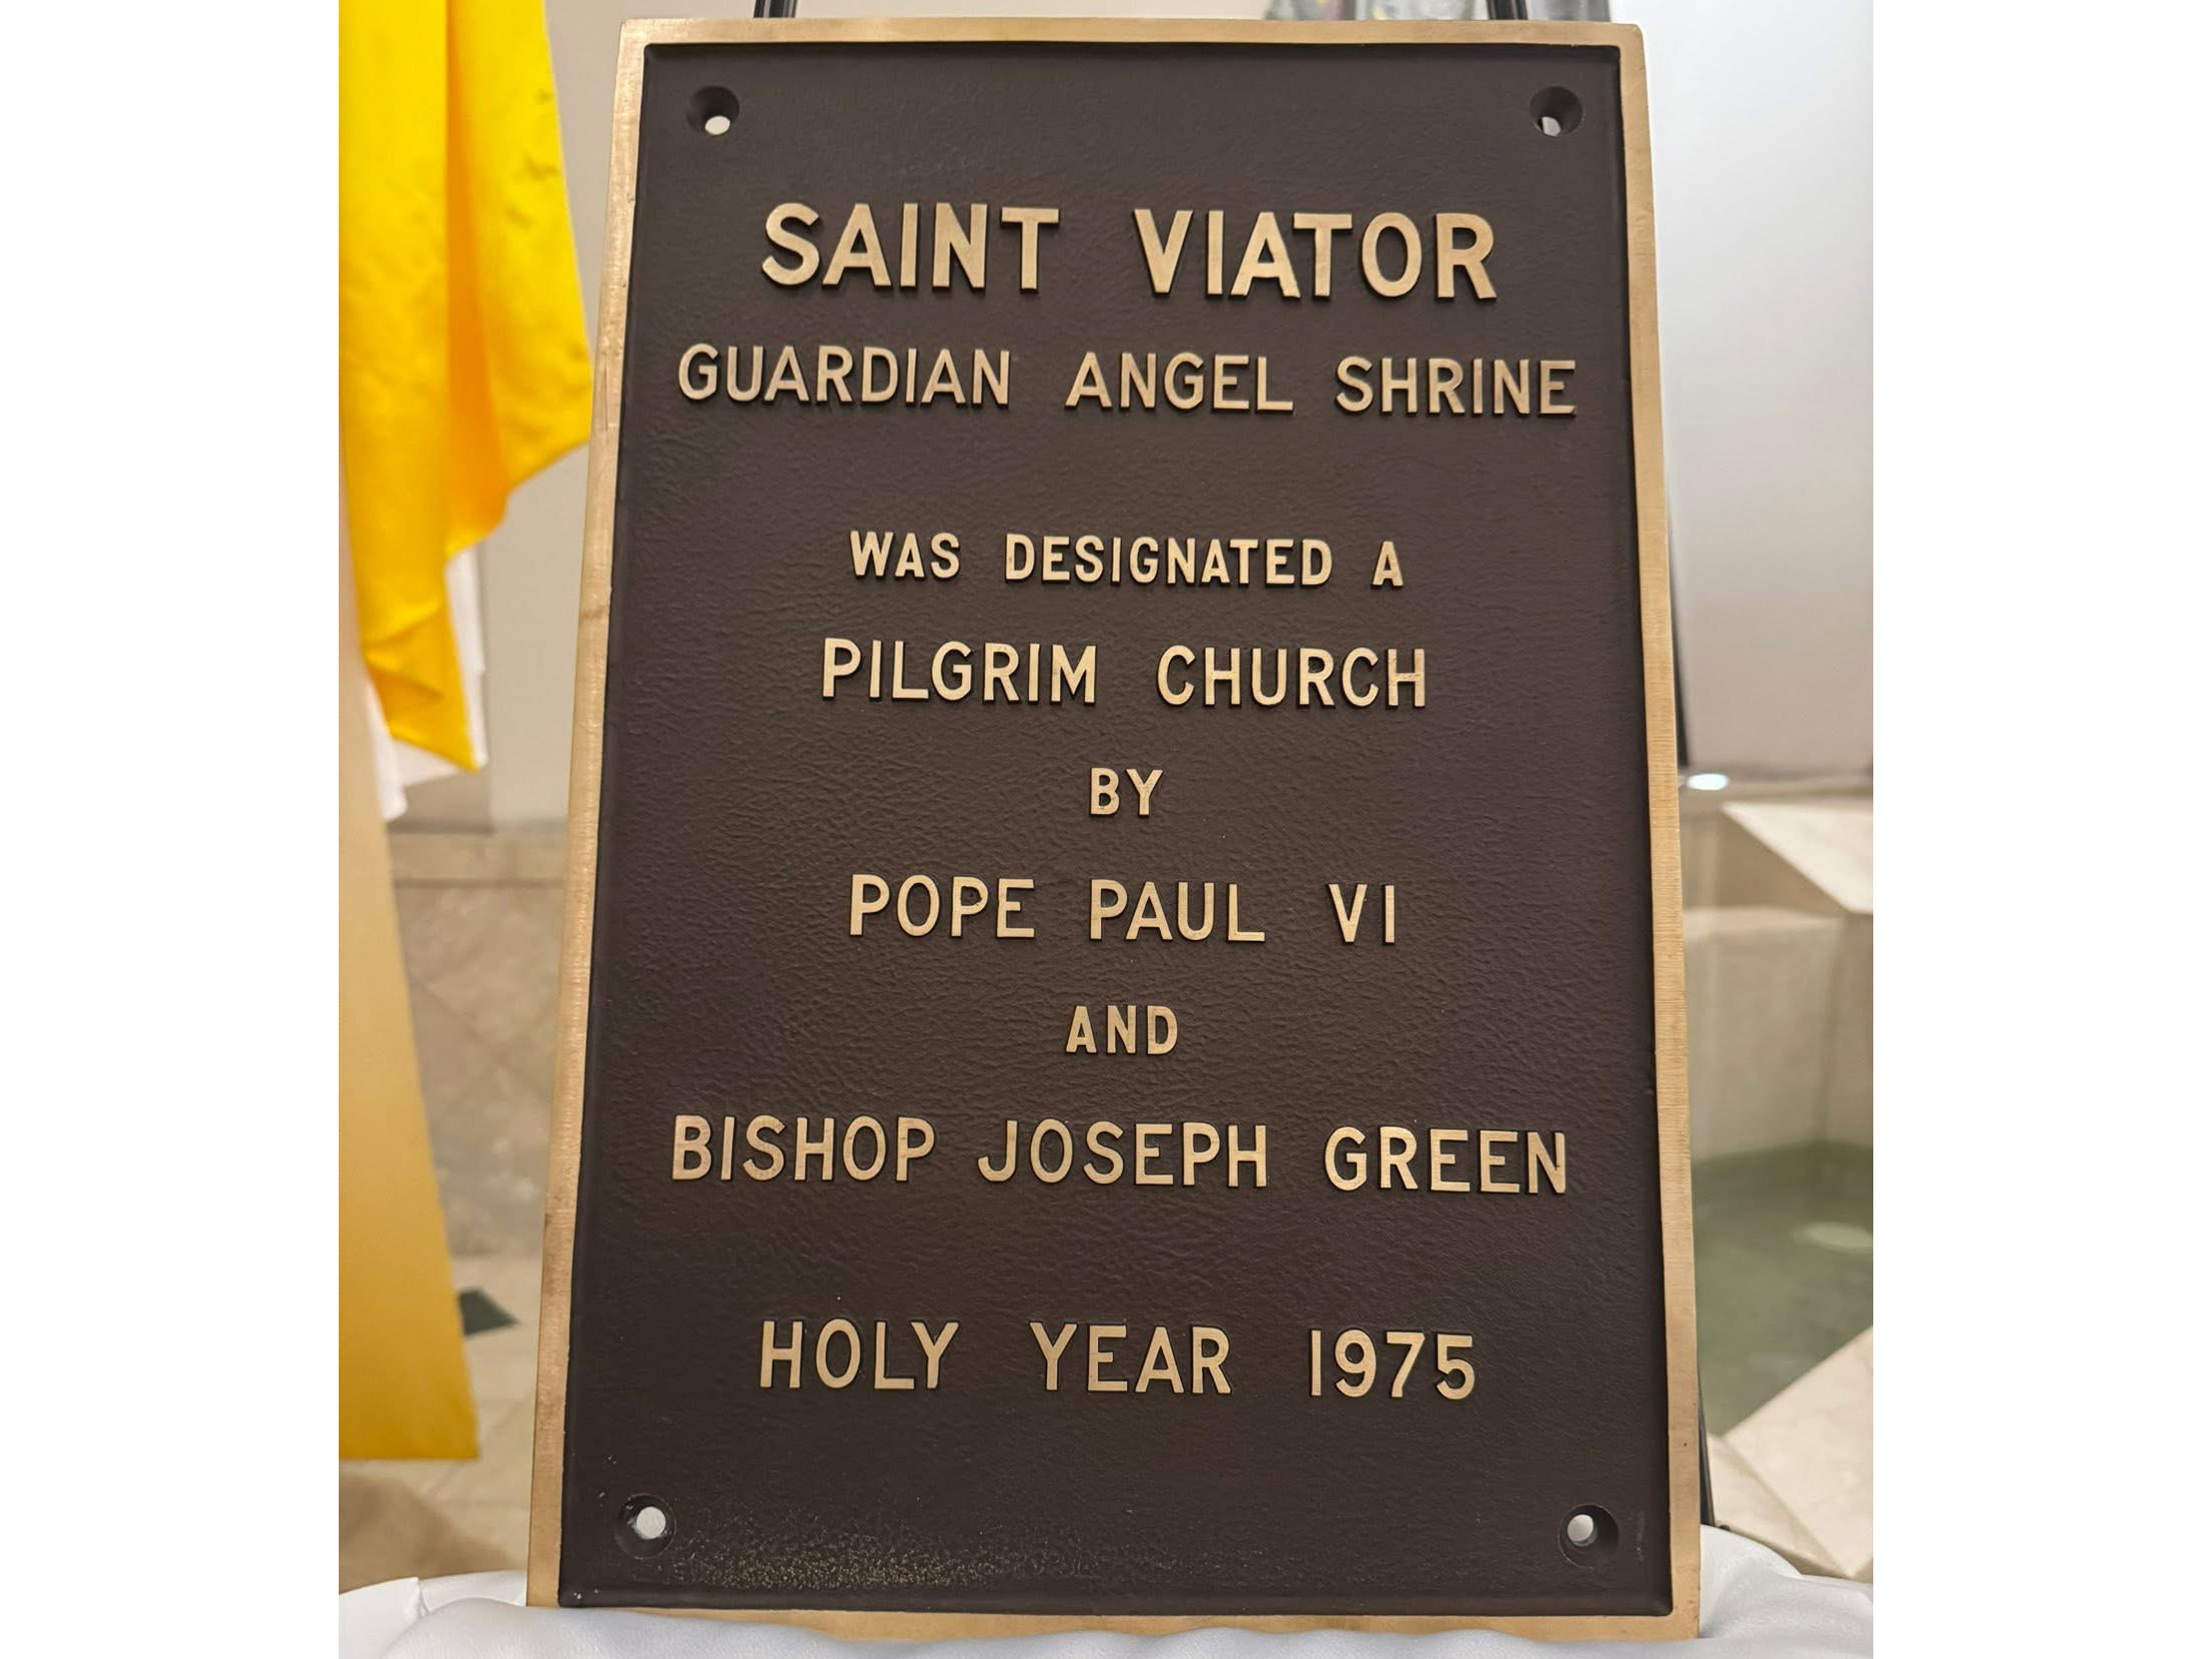 SAINT VIATOR
GUARDIAN ANGEL SHRINE
WAS DESIGNATED A
PILGRIM CHURCH
BY
POPE PAUL VI
AND
BISHOP JOSEPH GREEN
HOLY YEAR 1975